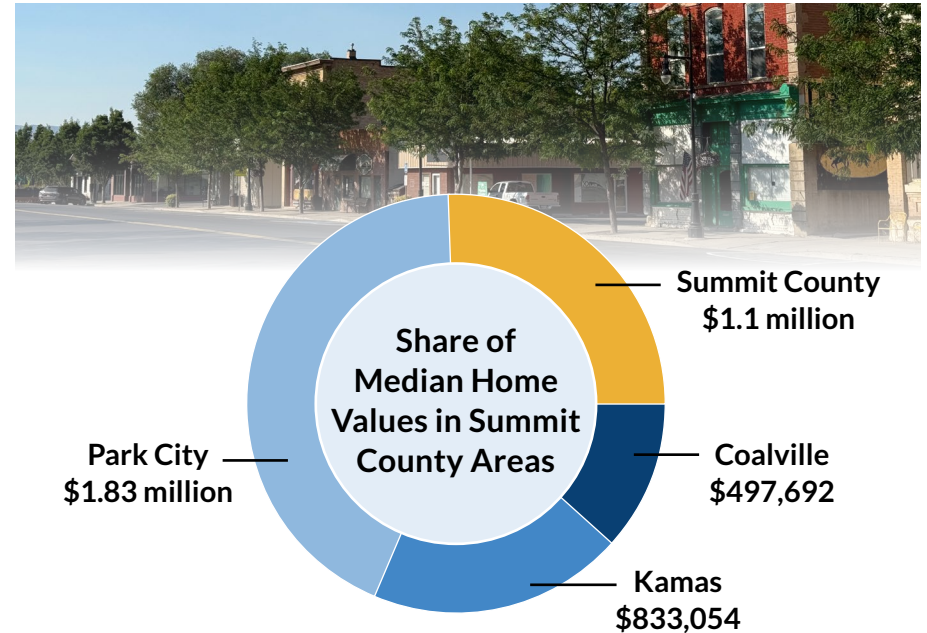 Share of
Median Home
Values in Summit
County Areas
Summit County
$1.1 million
Coalville
$497,692
Kamas
$833,054
Park City
$1.83 million